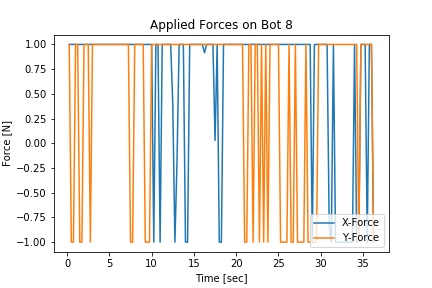 Applied Forces on Bot 8
Force [N]
1.00
0.75
0.50
0.25
0.00
−0.25
−0.50
−0.75
−1.00
X-Force
Y-Force
0 5 10 15 20 25 30 35
Time [sec]